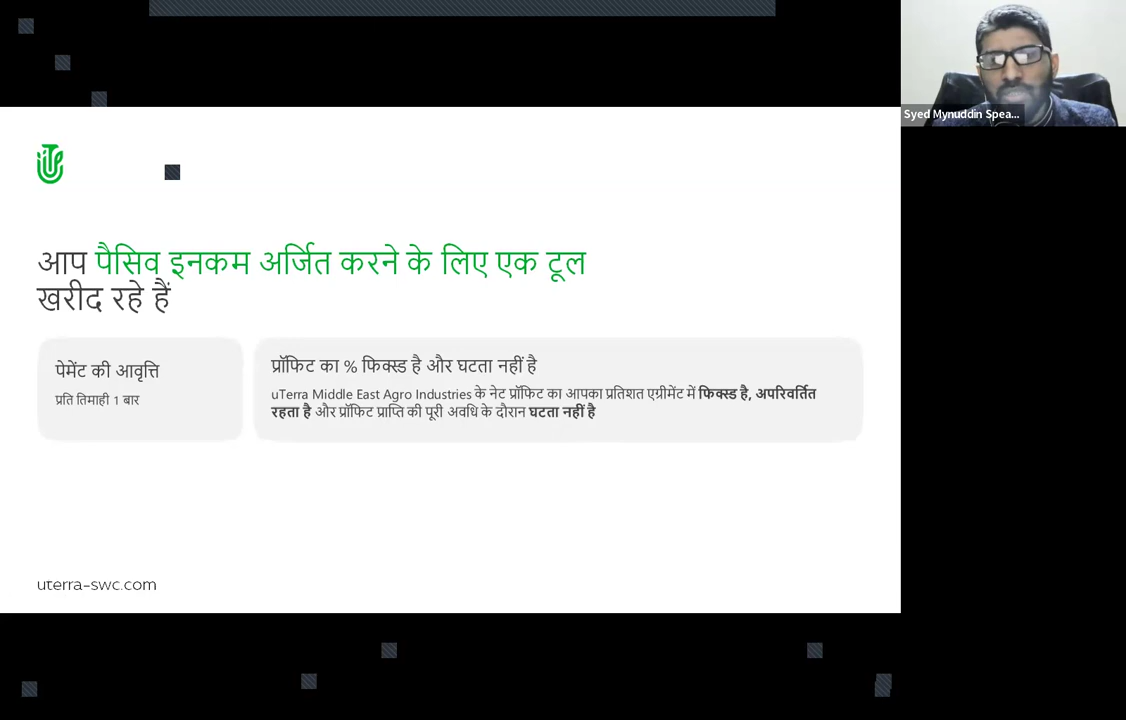 Syed Mynuddin Spea...
आप पैसिव इनकम अर्जित करने के लिए एक टूल
खरीद रहे हैं
पेमेंट की आवृत्ति
प्रति तिमाही 1 बार
प्रॉफिट का % फिक्स्ड है और घटता नहीं है
uTerra Middle East Agro Industries के नेट प्रॉफिट का आपका प्रतिशत एग्रीमेंट में फिक्स्ड है, अपरिवर्तित
रहता है और प्रॉफिट प्राप्ति की पूरी अवधि के दौरान घटता नहीं है
uterra-swc.com